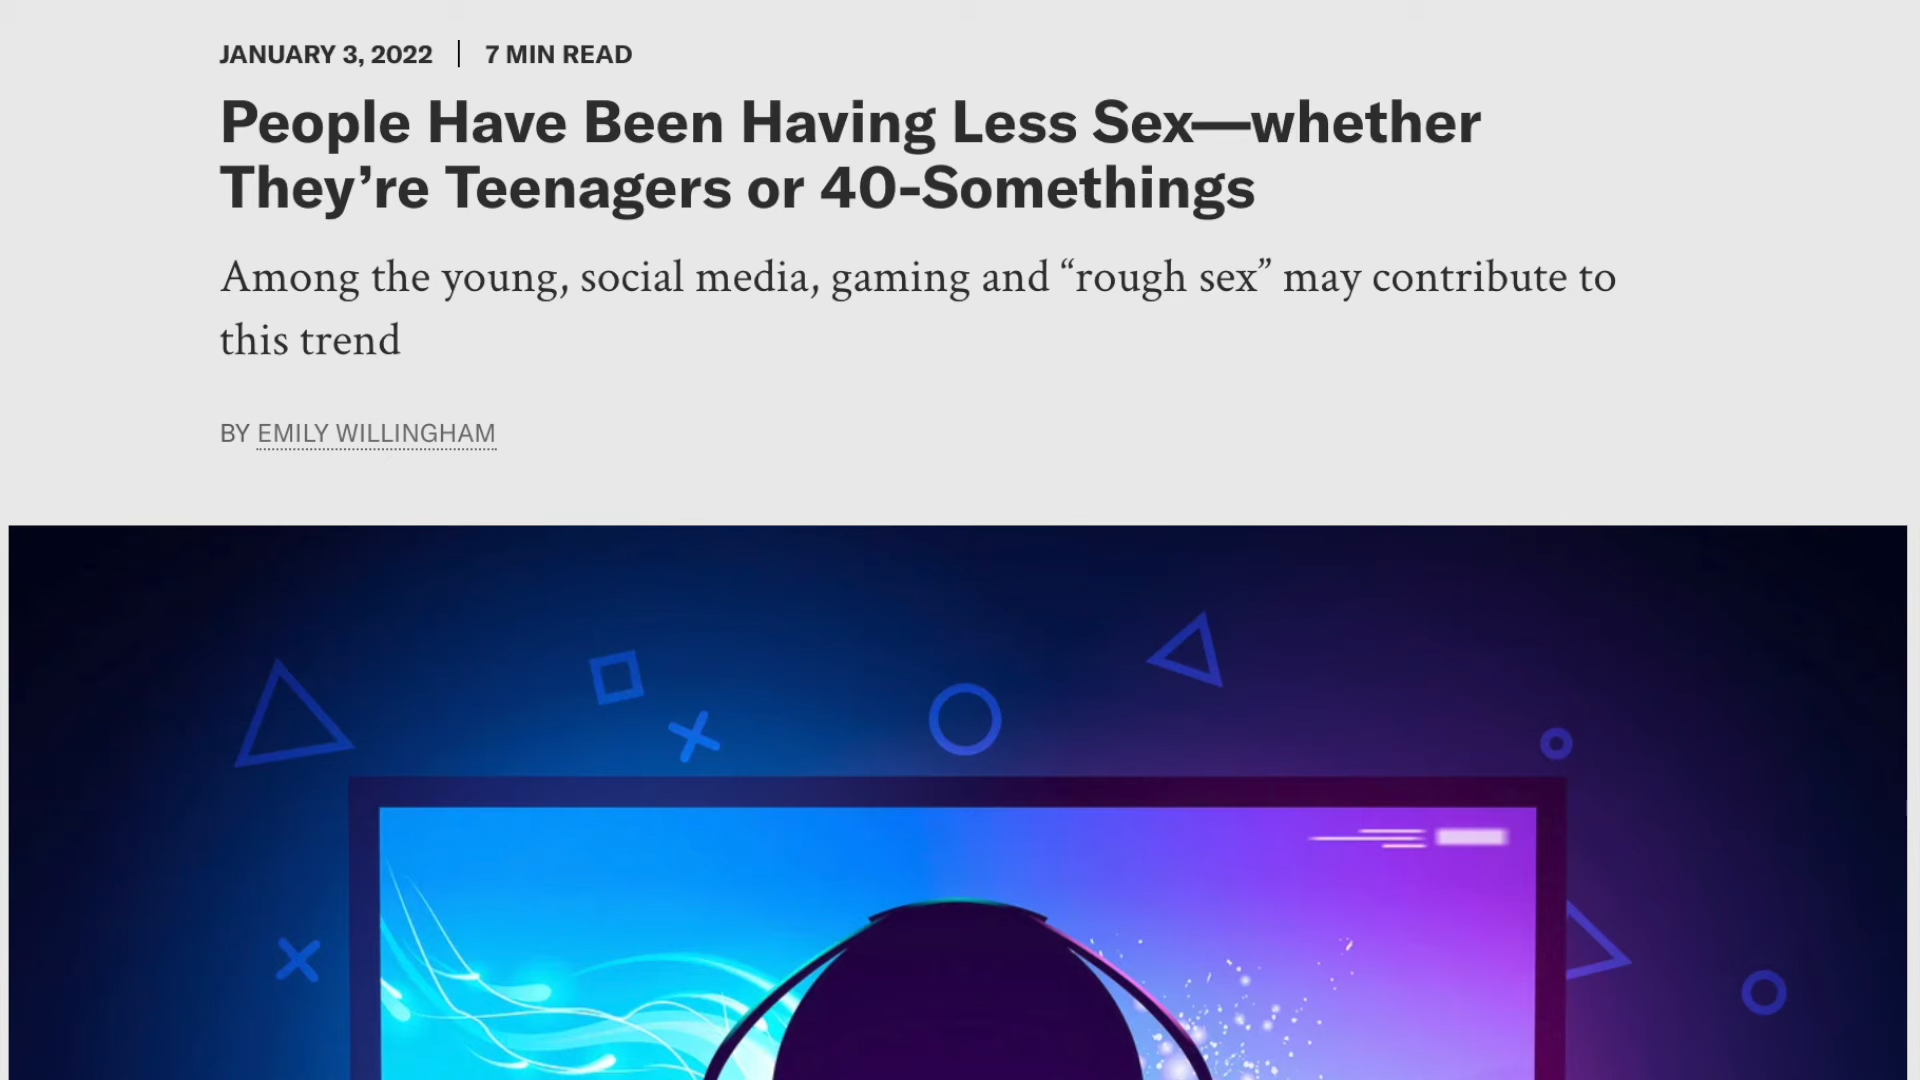 JANUARY 3, 2022 | 7 MIN READ
People Have Been Having Less Sex—whether
They’re Teenagers or 40-Somethings
Among the young, social media, gaming and “rough sex” may contribute to
this trend
BY EMILY WILLINGHAM